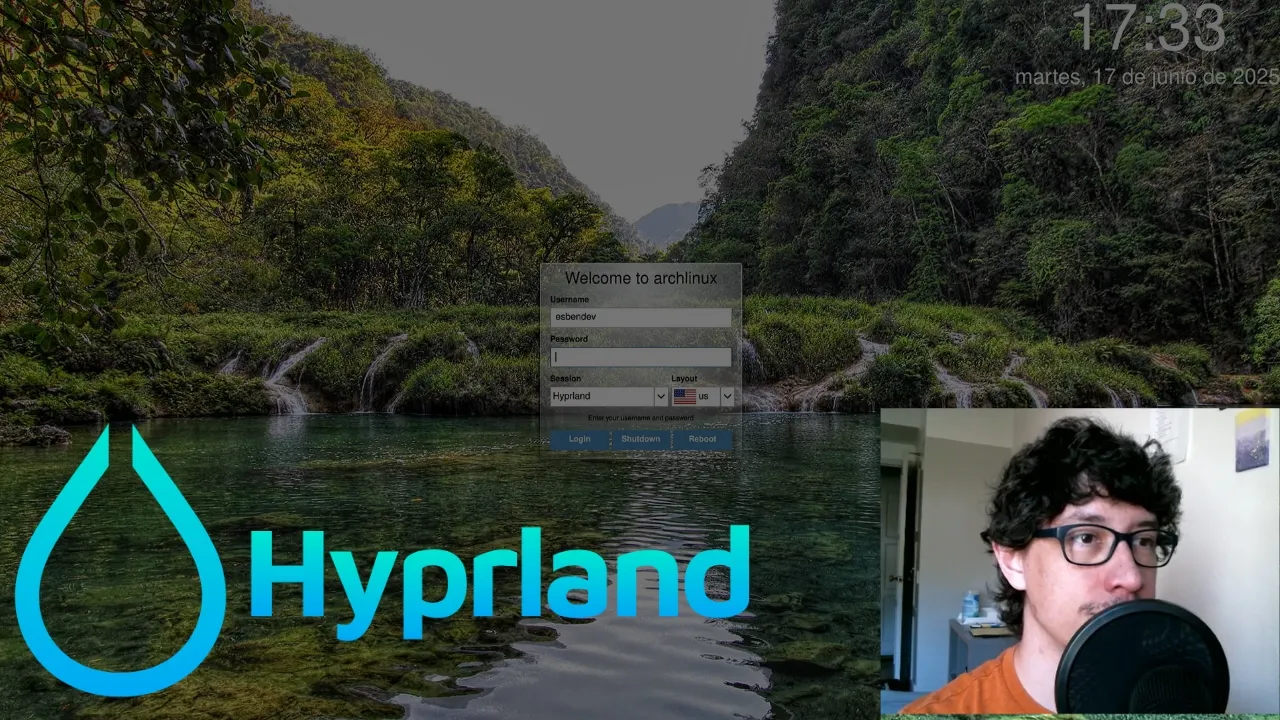 17:33
martes, 17 de junio de 2025
Welcome to archlinux
Username
esbendev
Password
Session
Layout
Hyprland
us
Enter your username and password
Login
Shutdown
Reboot
Hyprland